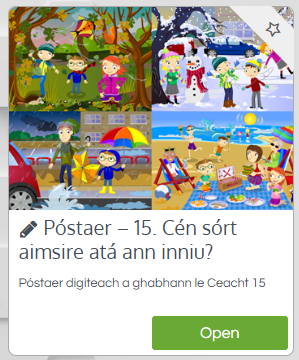 Póstaer – 15. Cén sórt
aimsire atá ann inniu?
Póstaer digiteach a ghabhann le Ceacht 15
Open